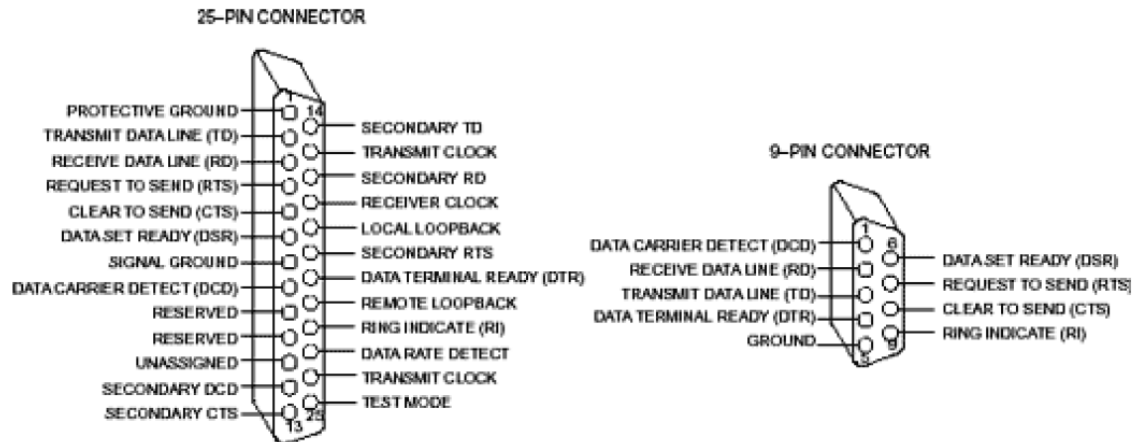 25-PIN CONNECTOR
1
14
PROTECTIVE GROUND
TRANSMIT DATA LINE (TD)
RECEIVE DATA LINE (RD)
REQUEST TO SEND (RTS)
CLEAR TO SEND (CTS)
DATA SET READY (DSR)
SIGNAL GROUND
DATA CARRIER DETECT (DCD)
RESERVED
RESERVED
UNASSIGNED
SECONDARY DCD
SECONDARY CTS
SECONDARY TD
TRANSMIT CLOCK
SECONDARY RD
RECEIVER CLOCK
LOCAL LOOPBACK
SECONDARY RTS
DATA TERMINAL READY (DTR)
REMOTE LOOPBACK
RING INDICATE (RI)
DATA RATE DETECT
TRANSMIT CLOCK
TEST MODE
13
25
9-PIN CONNECTOR
1
6
DATA CARRIER DETECT (DCD)
RECEIVE DATA LINE (RD)
TRANSMIT DATA LINE (TD)
DATA TERMINAL READY (DTR)
GROUND
DATA SET READY (DSR)
REQUEST TO SEND (RTS)
CLEAR TO SEND (CTS)
RING INDICATE (RI)
5
9